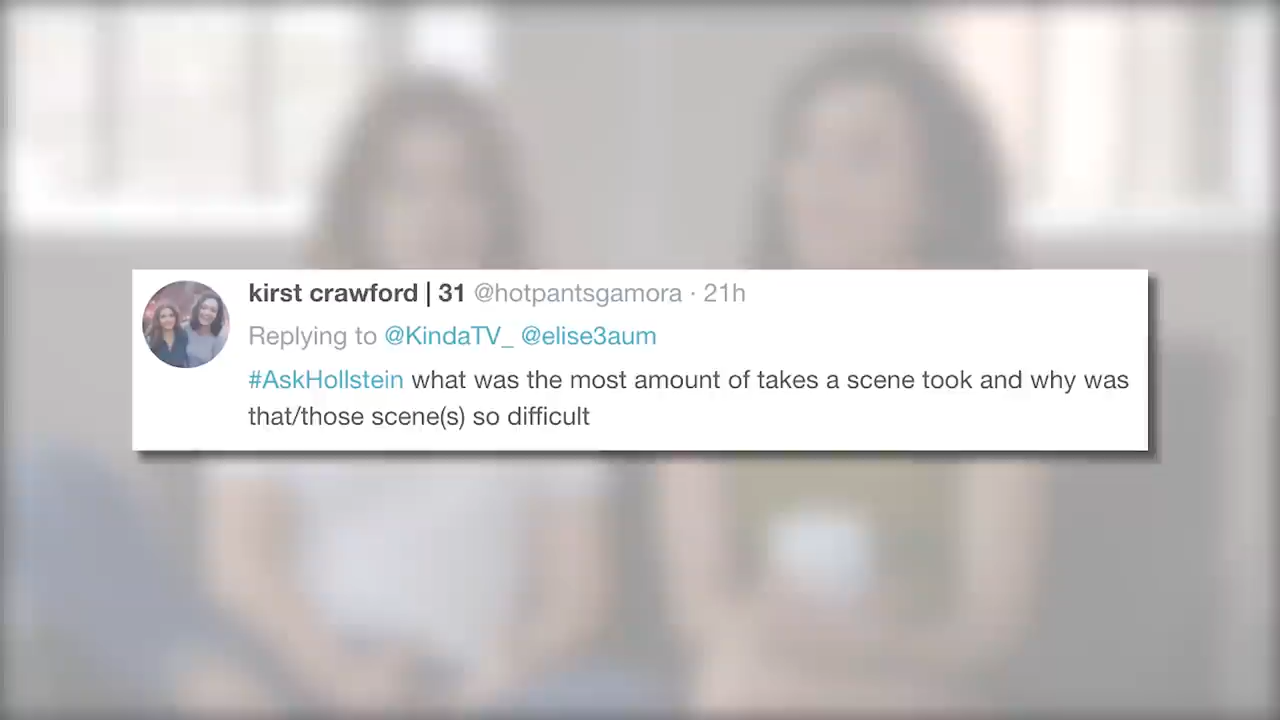 kirst crawford | 31 @hotpantsgamora · 21h
Replying to @KindaTV_ @elise3aum
#AskHollstein what was the most amount of takes a scene took and why was
that/those scene(s) so difficult